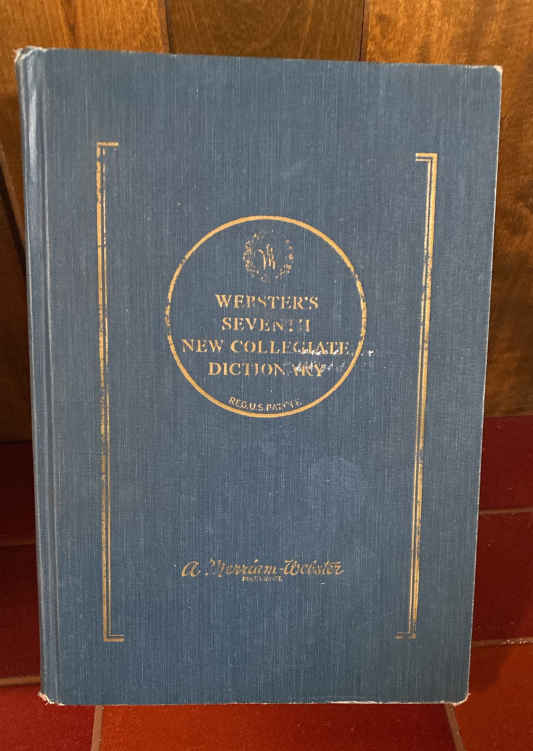 W
WEBSTER'S
SEVENTH
NEW COLLEGIATE
DICTIONARY
REG. U.S. PAT. OFF.
a Merriam-Webster